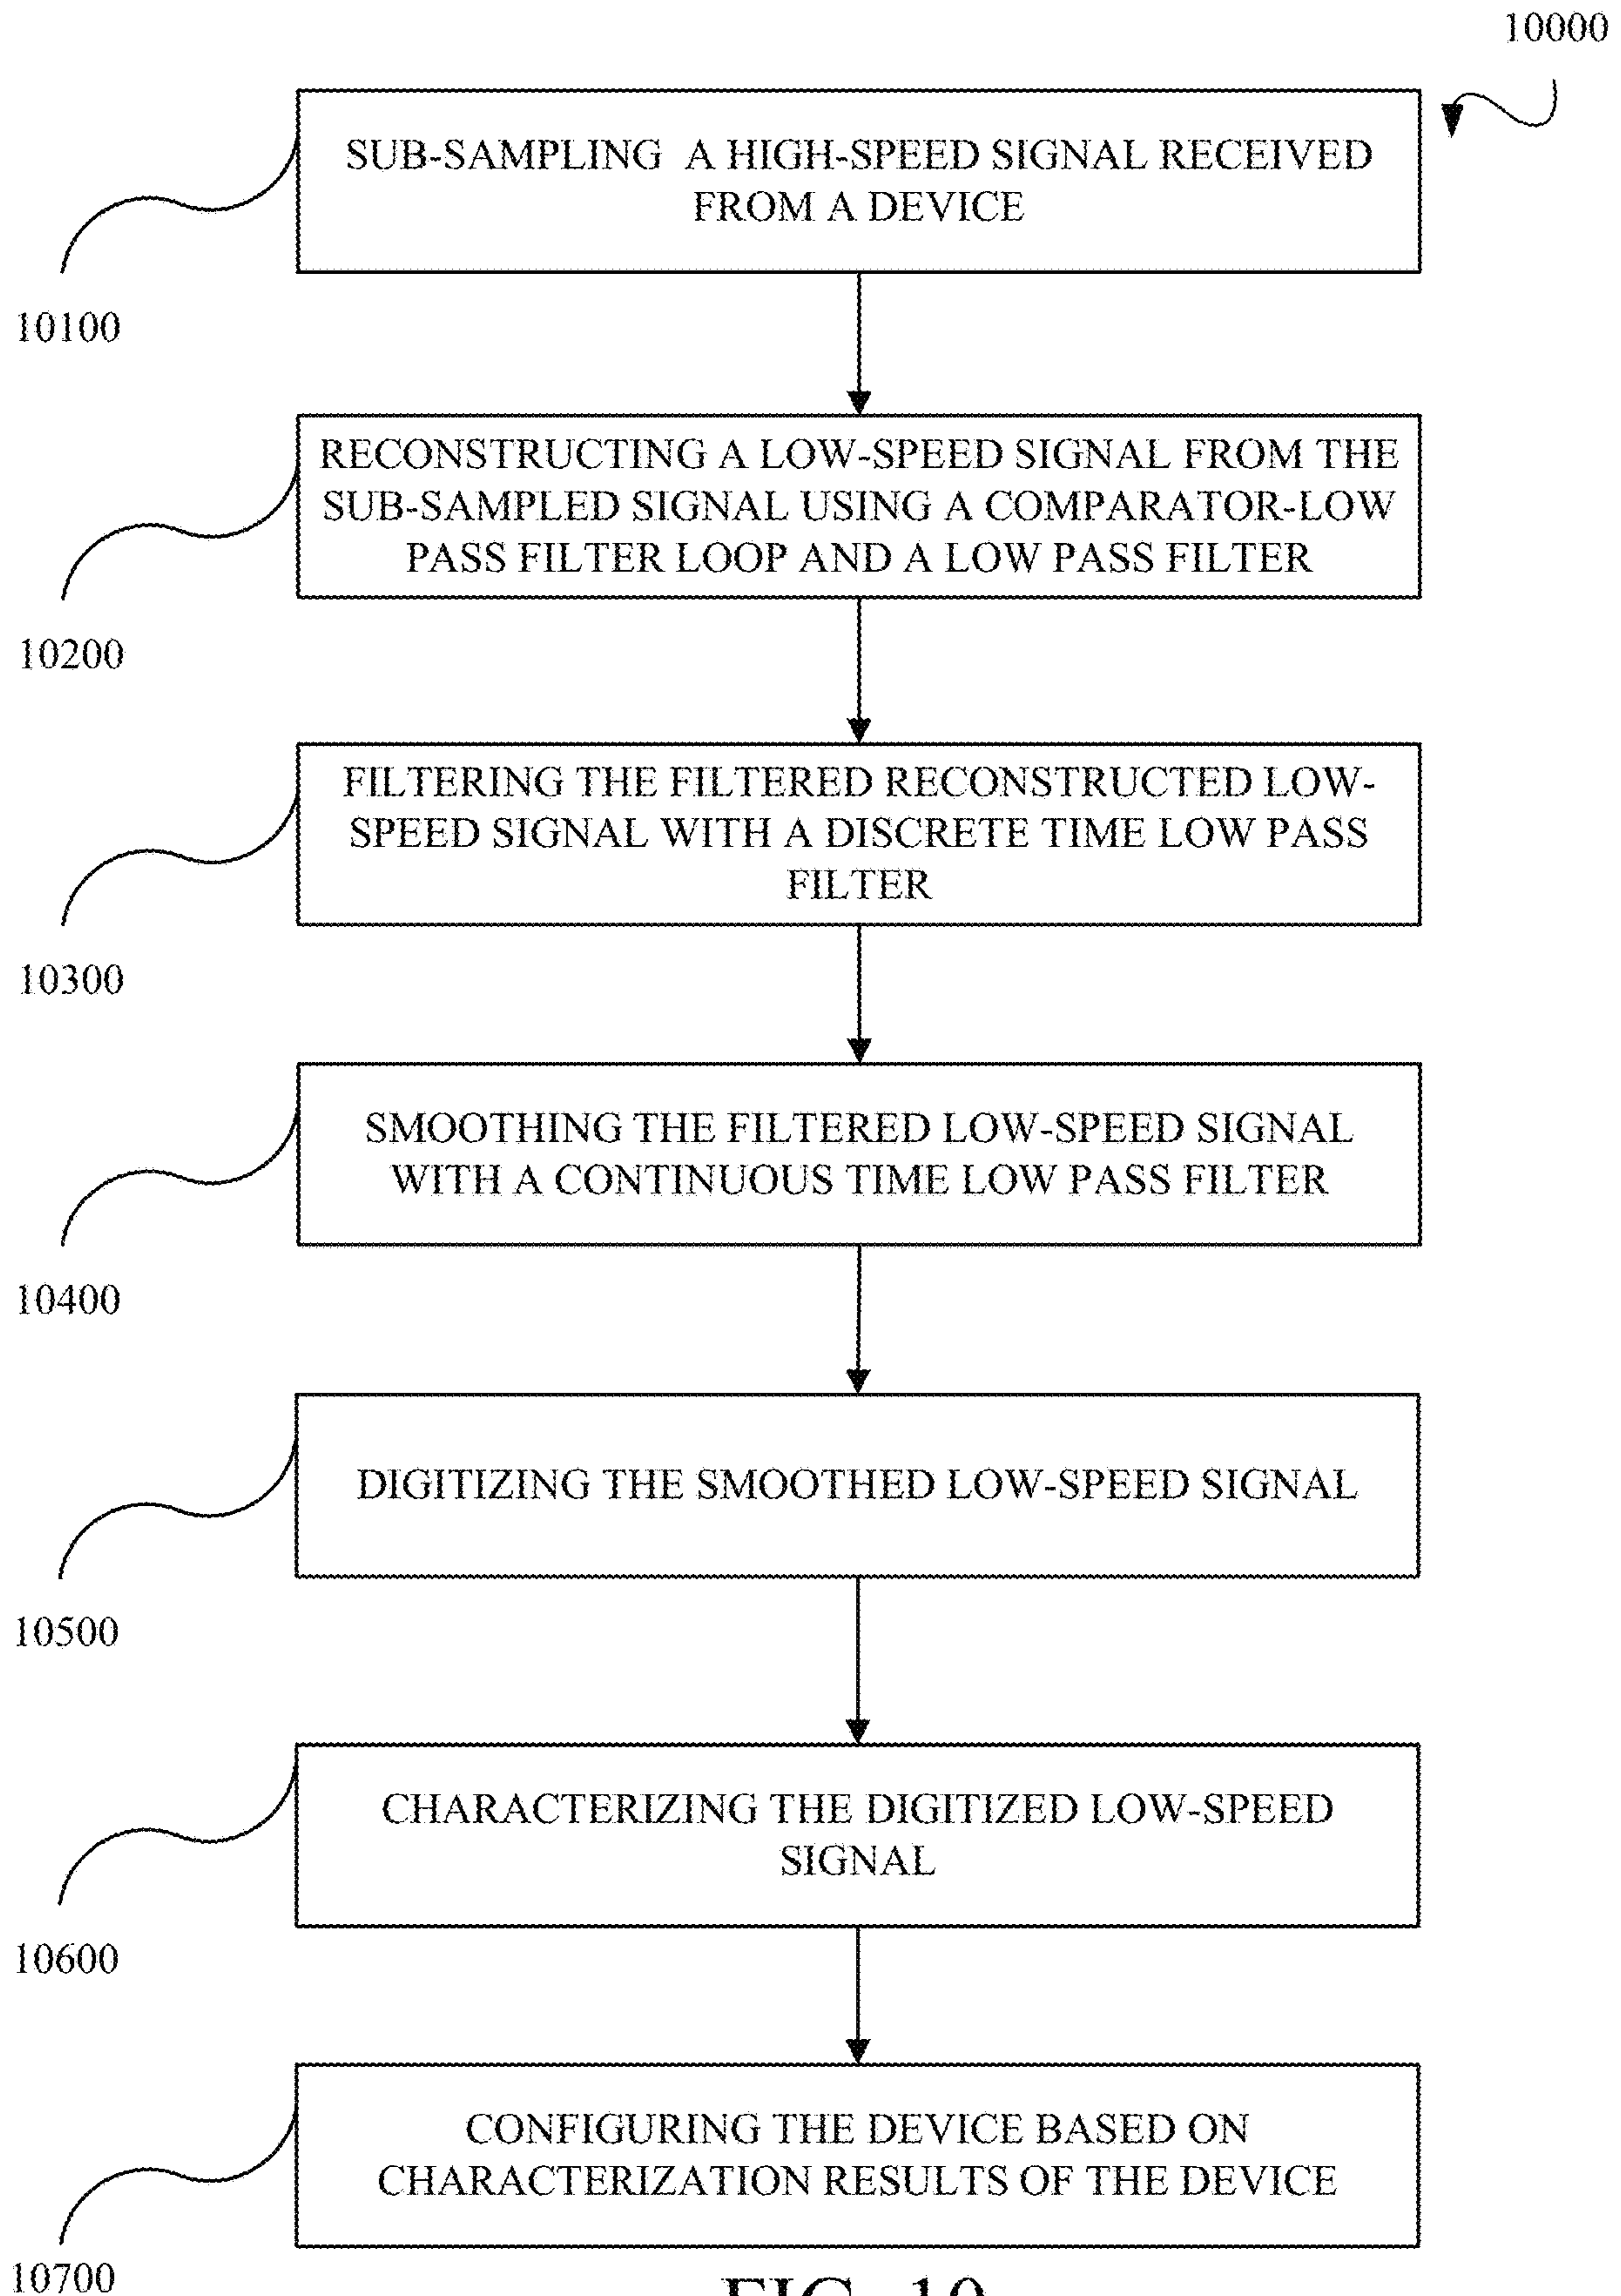 10000
SUB-SAMPLING A HIGH-SPEED SIGNAL RECEIVED
FROM A DEVICE
10100
RECONSTRUCTING A LOW-SPEED SIGNAL FROM THE
SUB-SAMPLED SIGNAL USING A COMPARATOR-LOW
PASS FILTER LOOP AND A LOW PASS FILTER
10200
FILTERING THE FILTERED RECONSTRUCTED LOW-
SPEED SIGNAL WITH A DISCRETE TIME LOW PASS
FILTER
10300
SMOOTHING THE FILTERED LOW-SPEED SIGNAL
WITH A CONTINUOUS TIME LOW PASS FILTER
10400
DIGITIZING THE SMOOTHED LOW-SPEED SIGNAL
10500
CHARACTERIZING THE DIGITIZED LOW-SPEED
SIGNAL
10600
CONFIGURING THE DEVICE BASED ON
CHARACTERIZATION RESULTS OF THE DEVICE
10700
FIG. 10